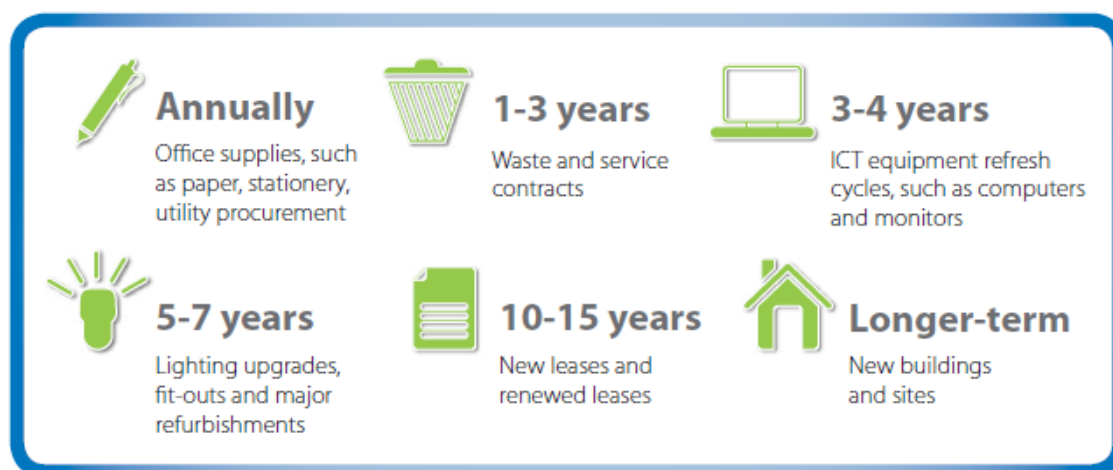 Annually
Office supplies, such
as paper, stationery,
utility procurement
1-3 years
Waste and service
contracts
3-4 years
ICT equipment refresh
cycles, such as computers
and monitors
5-7 years
Lighting upgrades,
fit-outs and major
refurbishments
10-15 years
New leases and
renewed leases
Longer-term
New buildings
and sites